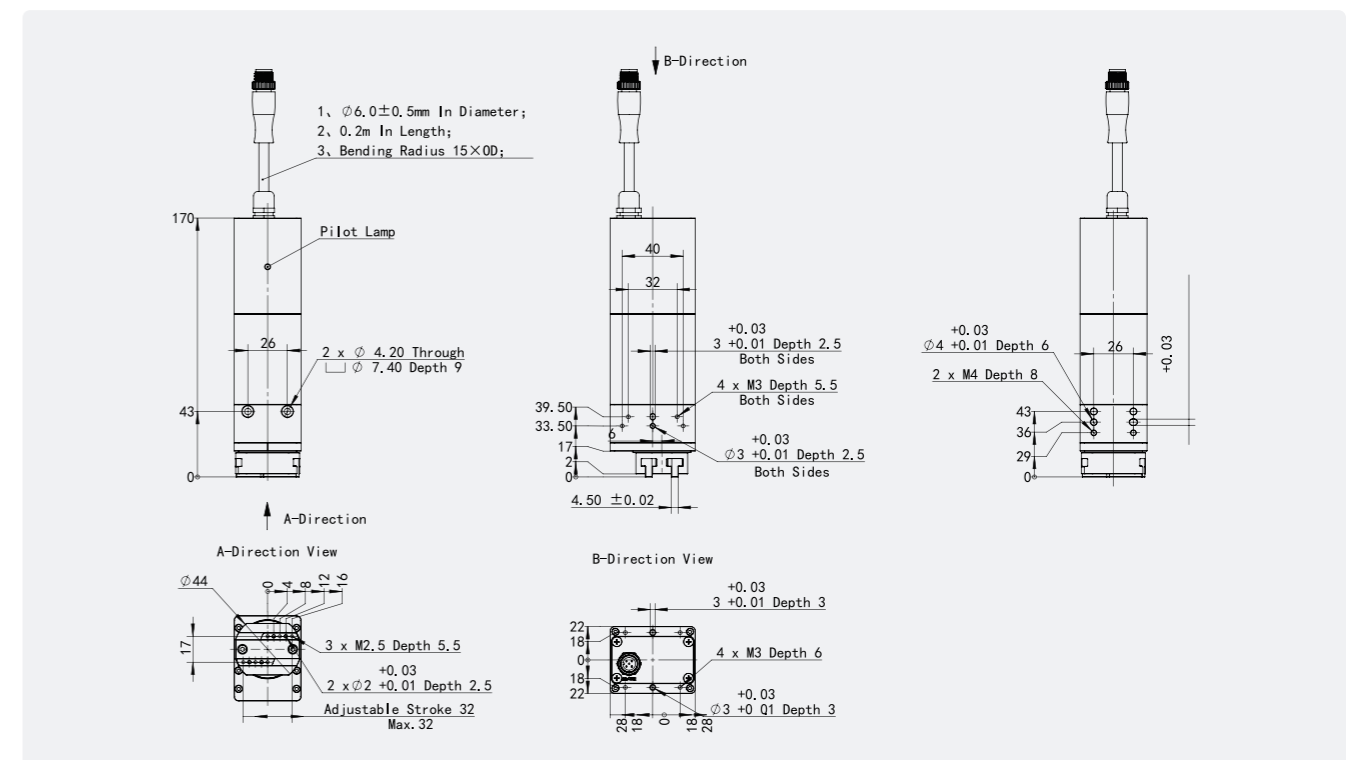 B-Direction
1、∅6.0±0.5mm In Diameter;
2、0.2m In Length;
3、Bending Radius 15×OD;
170
Pilot Lamp
26
2 x ∅ 4.20 Through
∅ 7.40 Depth 9
43
0
A-Direction
40
32
+0.03
3 +0.01 Depth 2.5
Both Sides
4 x M3 Depth 5.5
Both Sides
39.50
33.50
6
17
2
0
+0.03
∅3 +0.01 Depth 2.5
Both Sides
4.50 ±0.02
+0.03
∅4 +0.01 Depth 6
26
+0.03
2 x M4 Depth 8
43
36
29
0
A-Direction View
∅44
0
4
8
12
16
17
3 x M2.5 Depth 5.5
+0.03
2 x∅2 +0.01 Depth 2.5
Adjustable Stroke 32
Max.32
B-Direction View
+0.03
3 +0.01 Depth 3
22
18
0
18
22
4 x M3 Depth 6
+0.03
∅3 +0 Q1 Depth 3
28
18
0
18
28